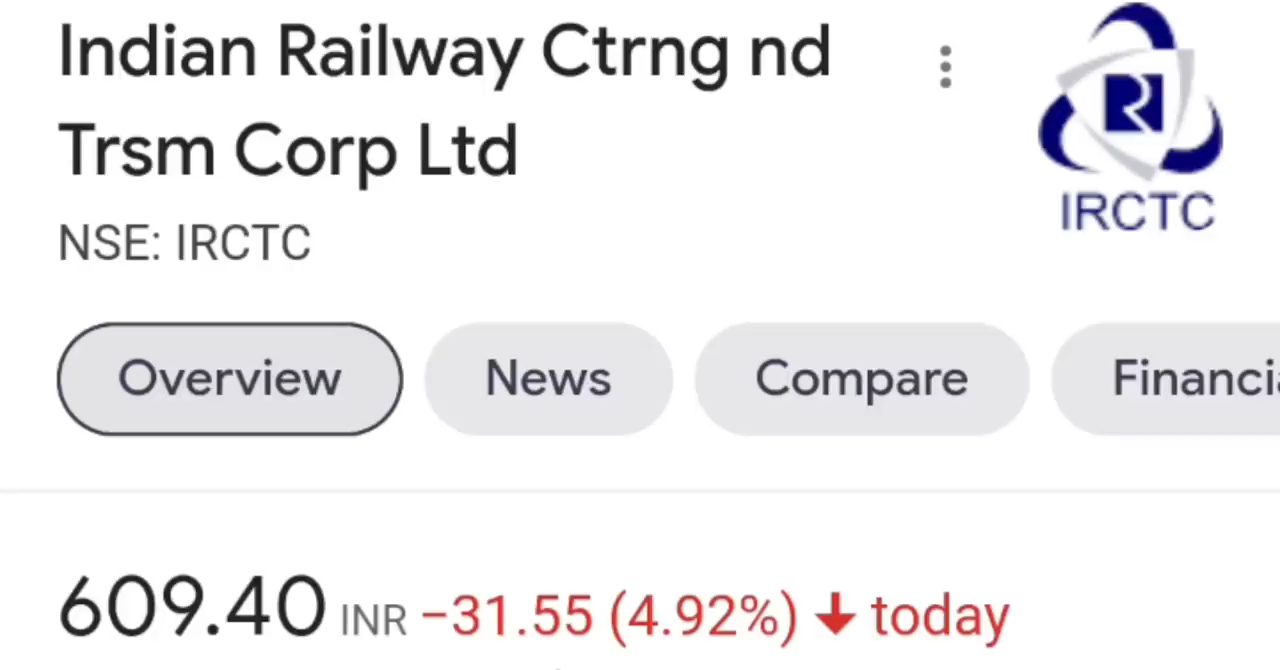 Indian Railway Ctrng nd
Trsm Corp Ltd
IRCTC
NSE: IRCTC
Overview News Compare
609.40 INR −31.55 (4.92%) ↓ today